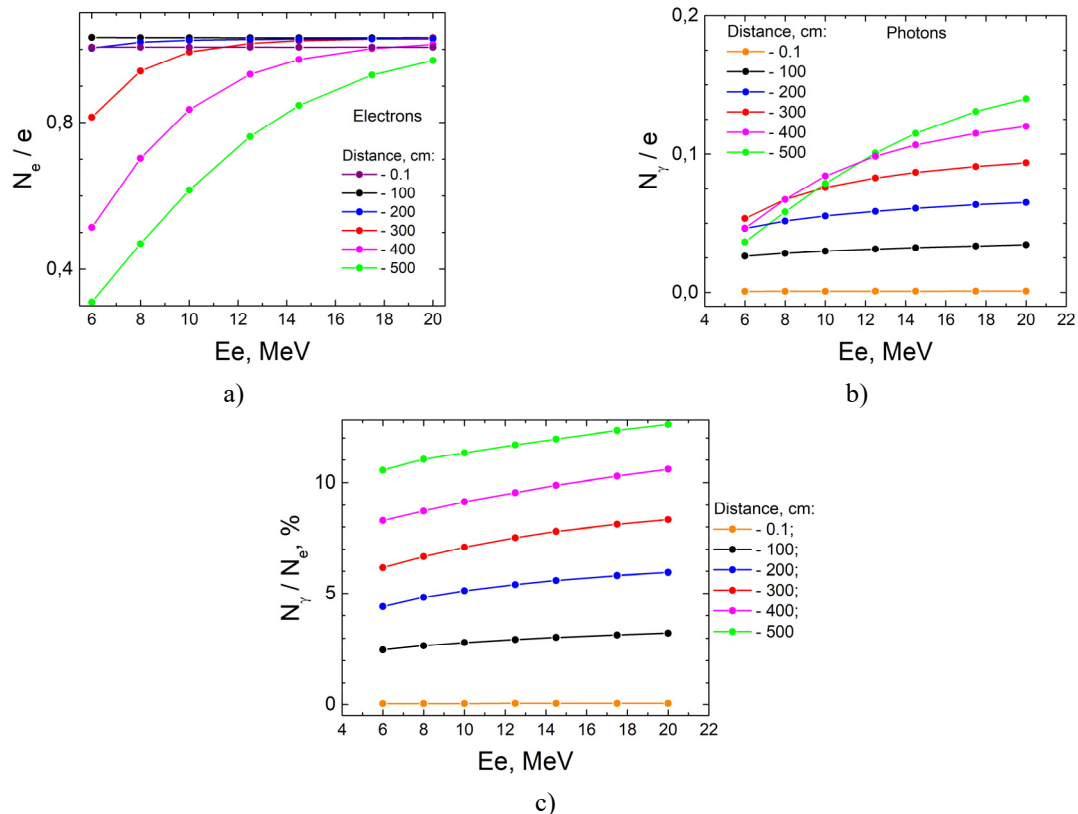 N_e / e
0,8
0,4
Electrons
Distance, cm:
- 0.1
- 100
- 200
- 300
- 400
- 500
6 8 10 12 14 16 18 20
Ee, MeV
a)
N_γ / e
0,2
0,1
0,0
Distance, cm: Photons
- 0.1
- 100
- 200
- 300
- 400
- 500
4 6 8 10 12 14 16 18 20 22
Ee, MeV
b)
N_γ / N_e, %
10
5
0
4 6 8 10 12 14 16 18 20 22
Ee, MeV
Distance, cm:
- 0.1;
- 100;
- 200;
- 300;
- 400;
- 500
c)